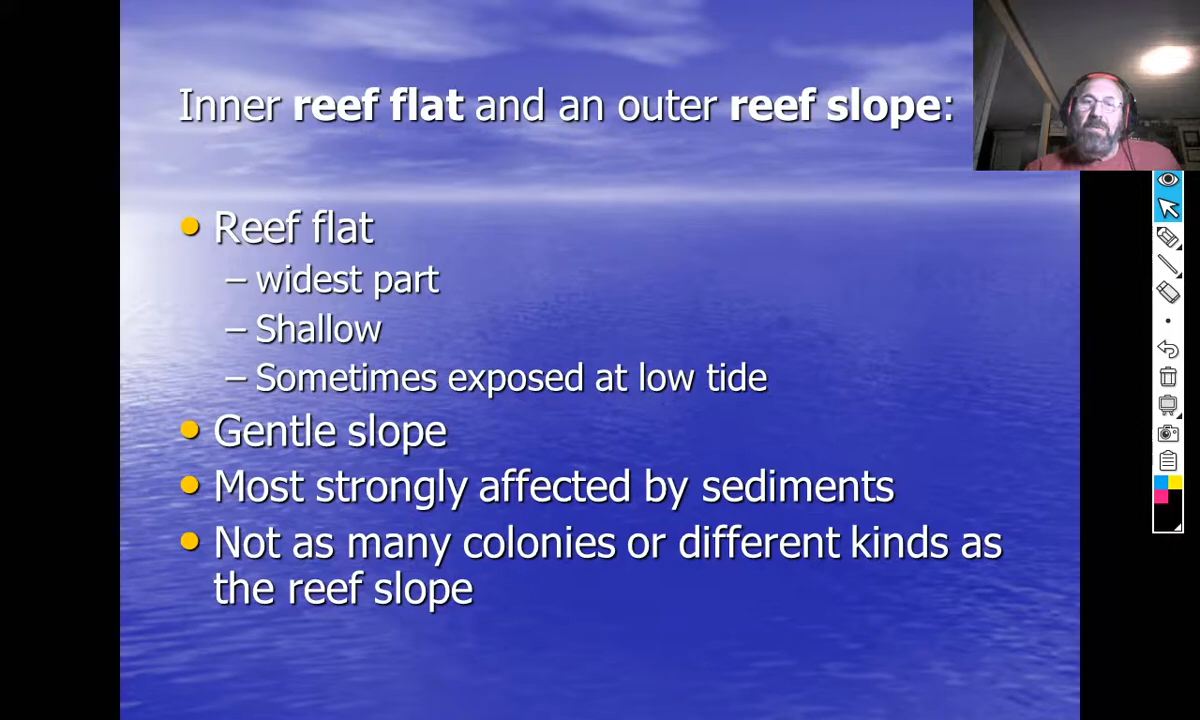 Inner reef flat and an outer reef slope:
• Reef flat
– widest part
– Shallow
– Sometimes exposed at low tide
• Gentle slope
• Most strongly affected by sediments
• Not as many colonies or different kinds as
the reef slope